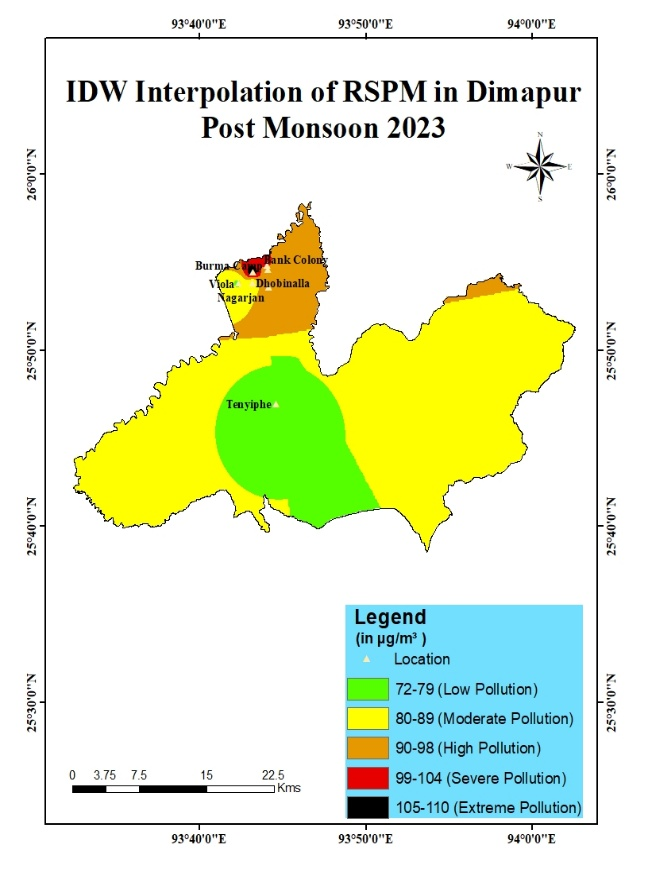 93°40'0"E 93°50'0"E 94°0'0"E
IDW Interpolation of RSPM in Dimapur
Post Monsoon 2023
N
W E
S
26°0'0"N 26°0'0"N
Burma Camp Bank Colony
Viola Dhobinalla
Nagarjan
25°50'0"N 25°50'0"N
Tenyiphe
25°40'0"N 25°40'0"N
Legend
(in µg/m³ )
Location
72-79 (Low Pollution)
80-89 (Moderate Pollution)
25°30'0"N 25°30'0"N
90-98 (High Pollution)
99-104 (Severe Pollution)
105-110 (Extreme Pollution)
0 3.75 7.5 15 22.5
Kms
93°40'0"E 93°50'0"E 94°0'0"E